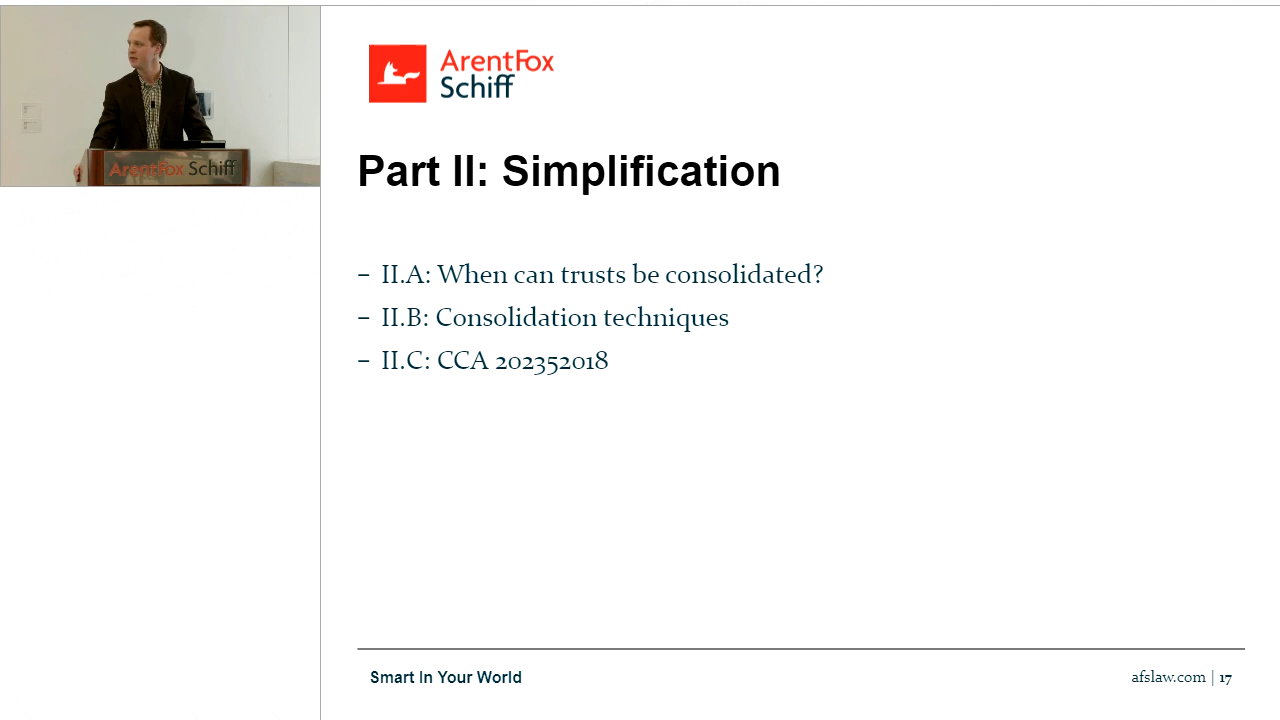 ArentFox Schiff
ArentFox
Schiff
Part II: Simplification
– II.A: When can trusts be consolidated?
– II.B: Consolidation techniques
– II.C: CCA 202352018
Smart In Your World
afslaw.com | 17